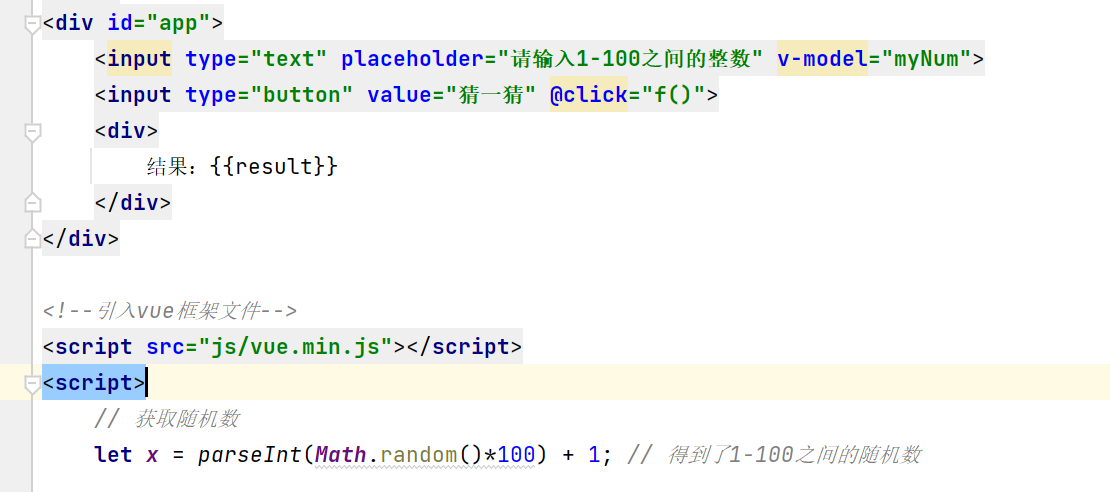 <div id="app">
<input type="text" placeholder="请输入1-100之间的整数" v-model="myNum">
<input type="button" value="猜一猜" @click="f()">
<div>
结果：{{result}}
</div>
</div>
<!--引入vue框架文件-->
<script src="js/vue.min.js"></script>
<script>
// 获取随机数
let x = parseInt(Math.random()*100) + 1; // 得到了1-100之间的随机数